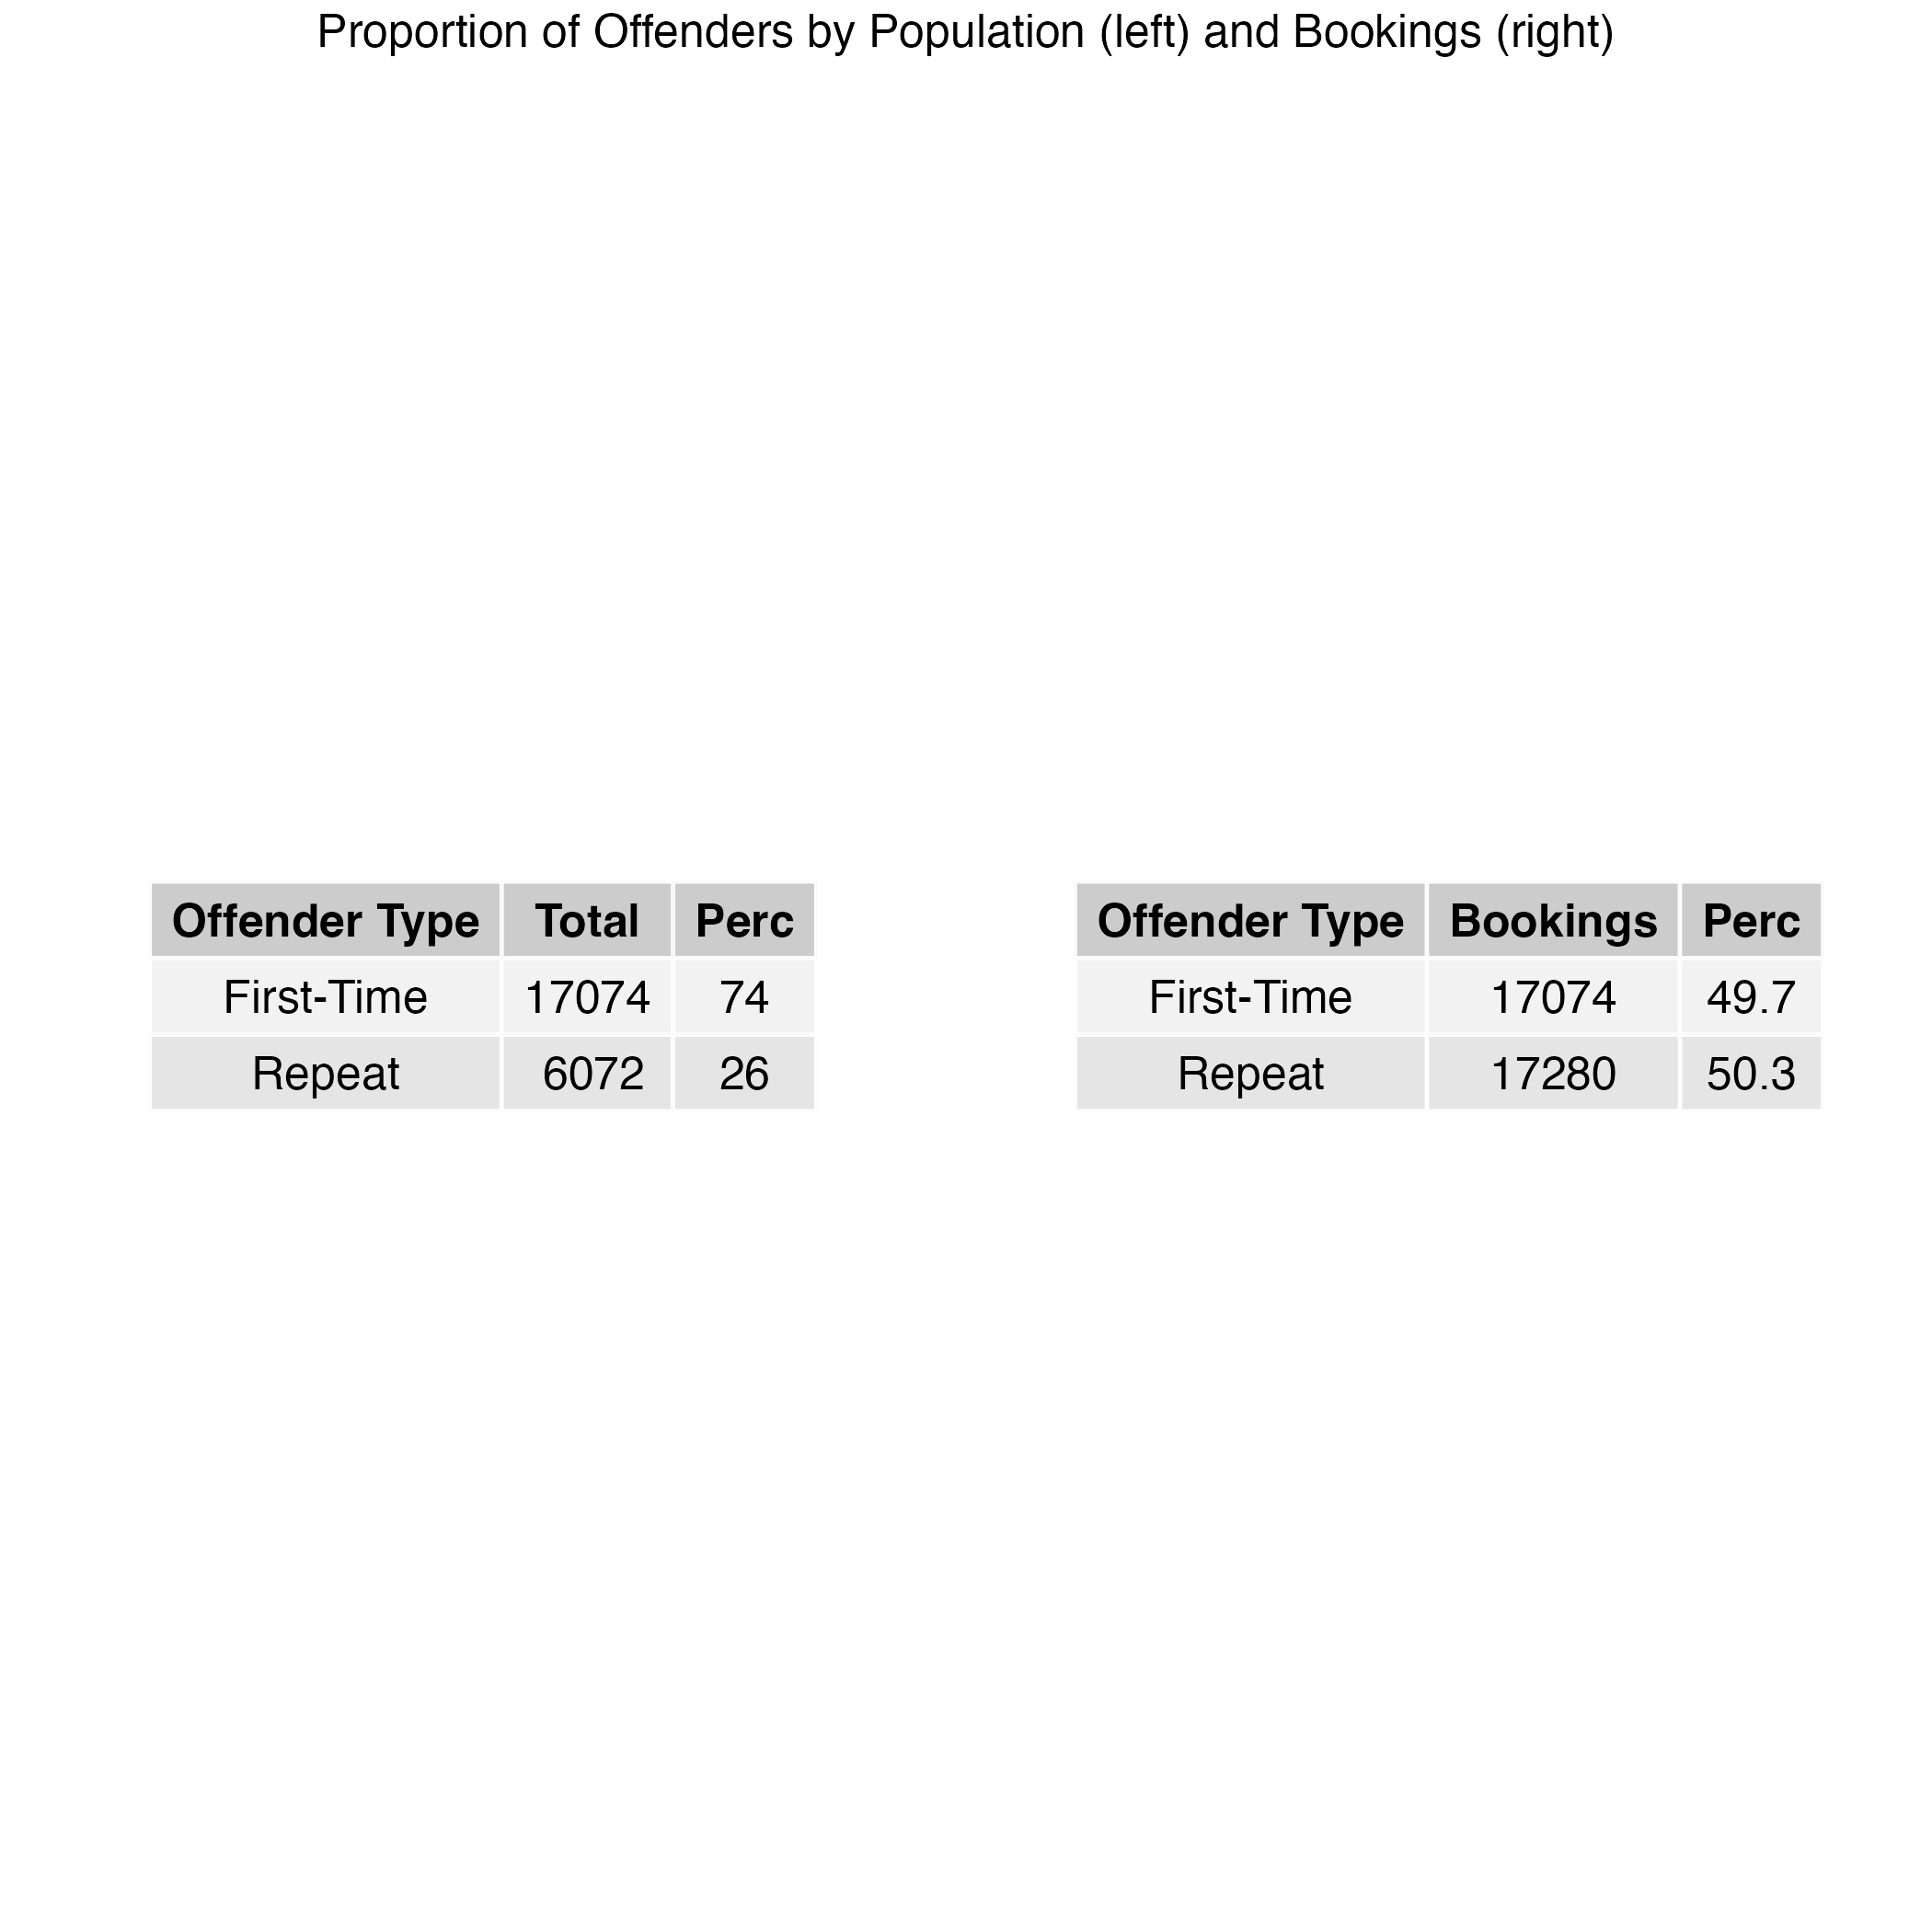 Proportion of Offenders by Population (left) and Bookings (right)
Offender Type Total Perc
First-Time 17074 74
Repeat 6072 26
Offender Type Bookings Perc
First-Time 17074 49.7
Repeat 17280 50.3